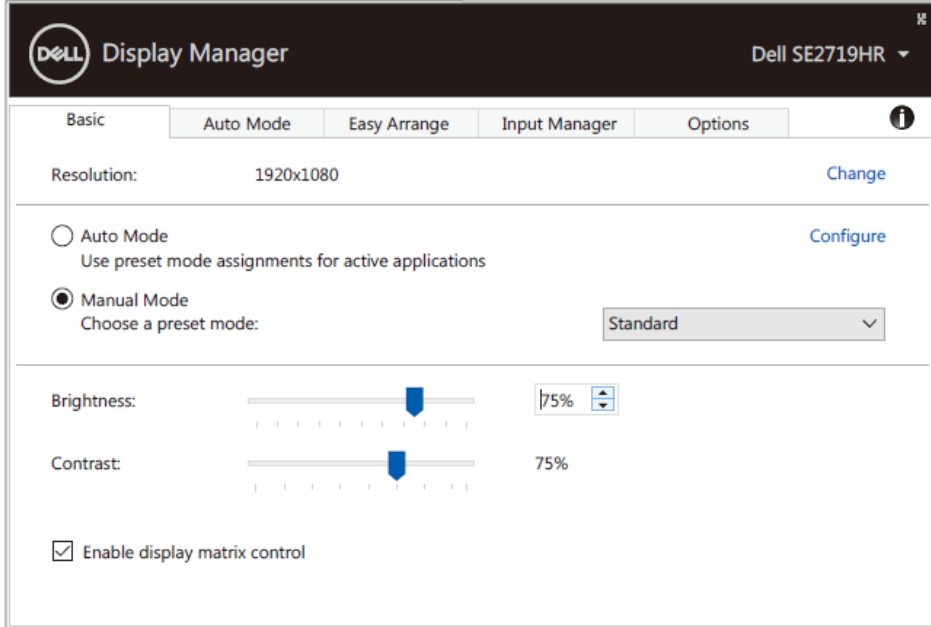 DELL Display Manager Dell SE2719HR
Basic Auto Mode Easy Arrange Input Manager Options
Resolution: 1920x1080 Change
Auto Mode Configure
Use preset mode assignments for active applications
Manual Mode
Choose a preset mode: Standard
Brightness: 75%
Contrast: 75%
Enable display matrix control